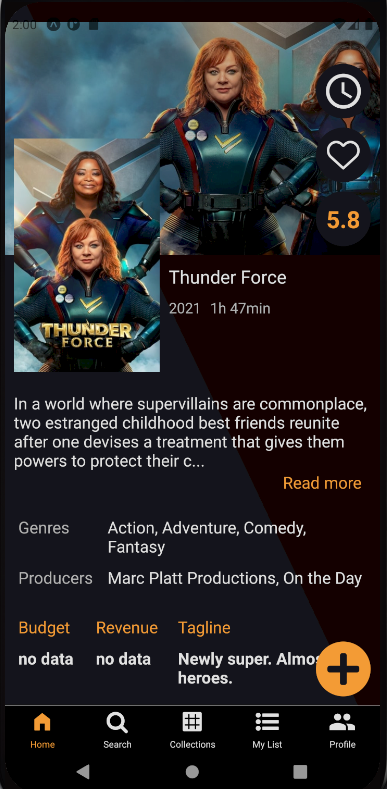 2:00
5.8
THUNDER
FORCE
Thunder Force
2021 1h 47min
In a world where supervillains are commonplace,
two estranged childhood best friends reunite
after one devises a treatment that gives them
powers to protect their c...
Read more
Genres Action, Adventure, Comedy,
Fantasy
Producers Marc Platt Productions, On the Day
Budget Revenue Tagline
no data no data Newly super. Almos
heroes.
Home Search Collections My List Profile